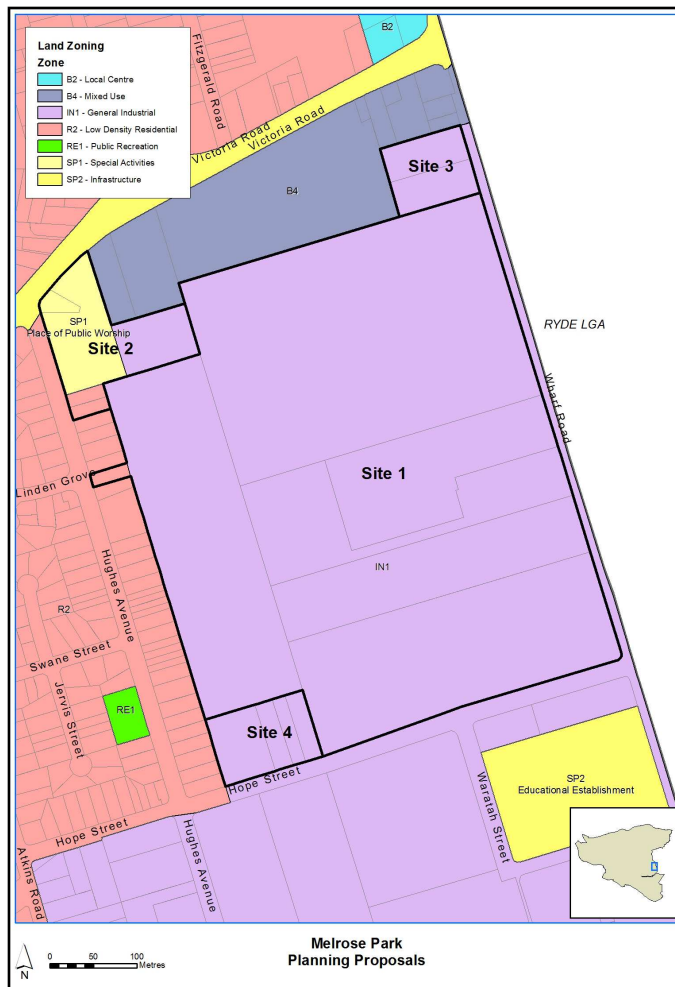 Land Zoning
Zone
B2 - Local Centre
B4 - Mixed Use
IN1 - General Industrial
R2 - Low Density Residential
RE1 - Public Recreation
SP1 - Special Activities
SP2 - Infrastructure
Fitzgerald Road
B2
Victoria Road
Victoria Road
Site 3
B4
SP1
Place of Public Worship
Site 2
RYDE LGA
Wharf Road
Linden Grove
Site 1
IN1
Hughes Avenue
R2
Swane Street
Jervis Street
RE1
Site 4
Hope Street
Waratah Street
SP2
Educational Establishment
Hope Street
Hughes Avenue
Atkins Road
N
0 50 100
Metres
Melrose Park
Planning Proposals